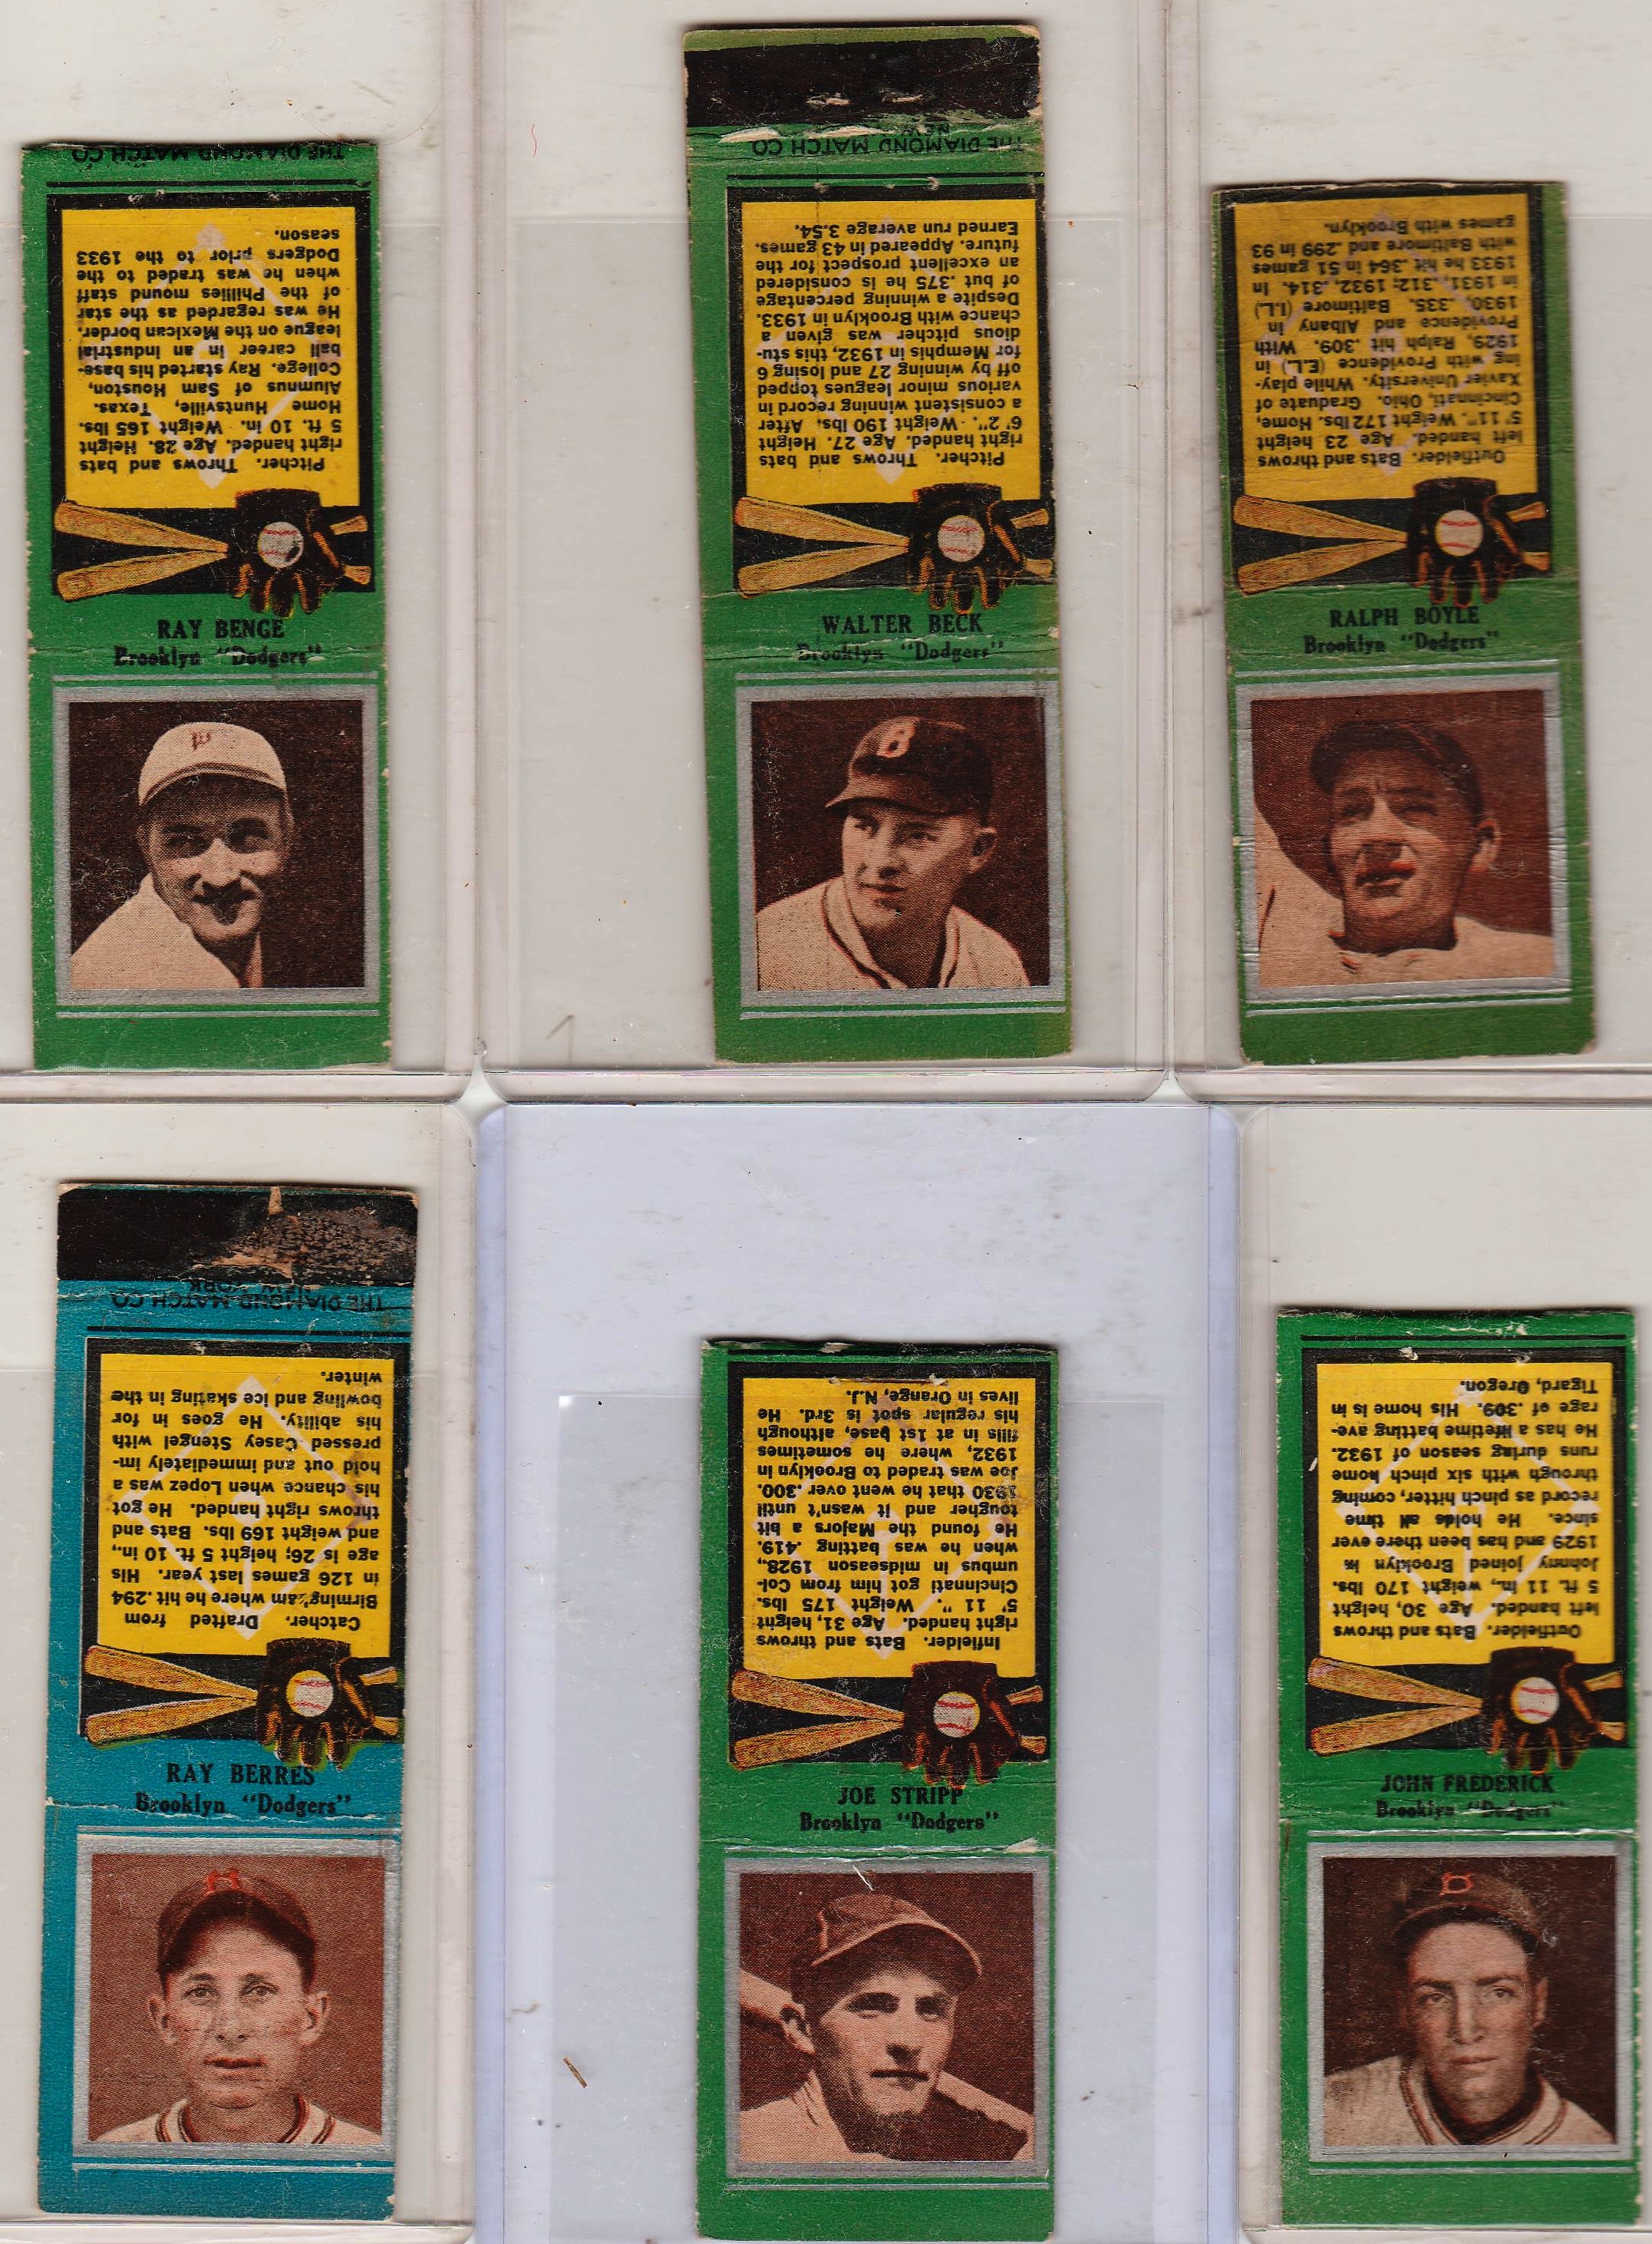 THE DIAMOND MATCH CO
Pitcher. Throws and bats
right handed. Age 28. Height
5 ft. 10 in. Weight 165 lbs.
Home Huntsville, Texas.
Alumnus of Sam Houston,
College. Ray started his base-
ball career in an industrial
league on the Mexican border.
He was regarded as the star
of the Phillies mound staff
when he was traded to the
Dodgers prior to the 1933
season.
RAY BENGE
Brooklyn "Dodgers"
P
THE DIAMOND MATCH CO
NEW
Pitcher. Throws and bats
right handed. Age 27. Height
6' 2". Weight 190 lbs. After
a consistent winning record in
various minor leagues topped
off by winning 27 and losing 6
for Memphis in 1932, this stu-
dious pitcher was given a
chance with Brooklyn in 1933.
Despite a winning percentage
of but .375 he is considered
an excellent prospect for the
future. Appeared in 43 games.
Earned run average 3.54.
WALTER BECK
Brooklyn "Dodgers"
B
Outfielder. Bats and throws
left handed. Age 23 height
5' 11". Weight 172 lbs. Home,
Cincinnati, Ohio. Graduate of
Xavier University. While play-
ing with Providence (E.L.) in
1929, Ralph hit .309. With
Providence and Albany in
1930, .335. Baltimore (I.L.)
in 1931, .312; 1932, .314. In
1933 he hit .364 in 51 games
with Baltimore and .299 in 93
games with Brooklyn.
RALPH BOYLE
Brooklyn "Dodgers"
THE DIAMOND MATCH CO
NEW YORK
Catcher. Drafted from
Birmingham where he hit .294
in 126 games last year. His
age is 26; height 5 ft. 10 in.,
and weight 169 lbs. Bats and
throws right handed. He got
his chance when Lopez was a
hold out and immediately im-
pressed Casey Stengel with
his ability. He goes in for
bowling and ice skating in the
winter.
RAY BERRES
Brooklyn "Dodgers"
Infielder. Bats and throws
right handed. Age, 31, height
5' 11 ". Weight 175 lbs.
Cincinnati got him from Col-
umbus in midseason 1928,
when he was batting .419.
He found the Majors a bit
tougher and it wasn't until
1930 that he went over .300.
Joe was traded to Brooklyn in
1932, where he sometimes
fills in at 1st base, although
his regular spot is 3rd. He
lives in Orange, N.J.
JOE STRIPP
Brooklyn "Dodgers"
Outfielder. Bats and throws
left handed. Age 30, height
5 ft. 11 in., weight 170 lbs.
Johnny joined Brooklyn in
1929 and has been there ever
since. He holds all time
record as pinch hitter, coming
through with six pinch home
runs during season of 1932.
He has a lifetime batting ave-
rage of .309. His home is in
Tigard, Oregon.
JOHN FREDERICK
Brooklyn "Dodgers"
B